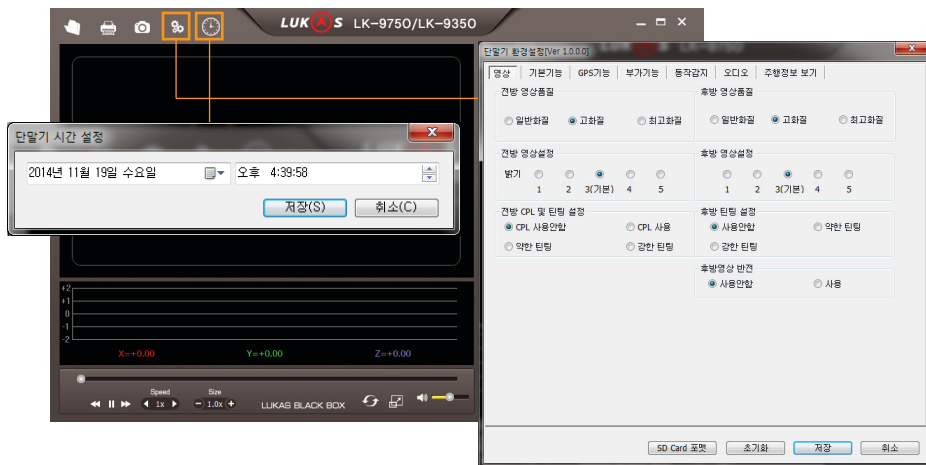 LUKAS LK-9750/LK-9350
단말기 시간 설정
2014년 11월 19일 수요일 오후 4:39:58
저장(S) 취소(C)
+2
+1
0
-1
-2
X=+0.00 Y=+0.00 Z=+0.00
Speed Size
1x 1.0x
LUKAS BLACK BOX
단말기 환경설정[Ver 1.0.0.0]
영상 기본기능 GPS기능 부가기능 동작감지 오디오 주행정보 보기
전방 영상품질 후방 영상품질
일반화질 고화질 최고화질 일반화질 고화질 최고화질
전방 영상설정 후방 영상설정
밝기
1 2 3(기본) 4 5 1 2 3(기본) 4 5
전방 CPL 및 틴팅 설정 후방 틴팅 설정
CPL 사용안함 CPL 사용 사용안함 약한 틴팅
약한 틴팅 강한 틴팅 강한 틴팅
후방영상 반전
사용안함 사용
SD Card 포맷 초기화 저장 취소